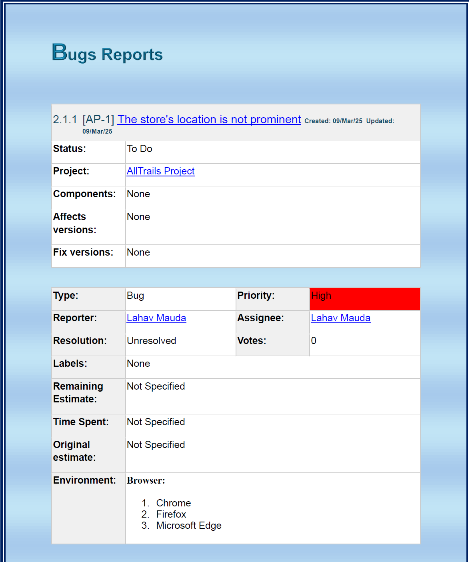 Bugs Reports
2.1.1 [AP-1] The store's location is not prominent Created: 09/Mar/25 Updated:
09/Mar/25
Status: To Do
Project: AllTrails Project
Components: None
Affects versions: None
Fix versions: None
Type: Bug Priority: High
Reporter: Lahav Mauda Assignee: Lahav Mauda
Resolution: Unresolved Votes: 0
Labels: None
Remaining Estimate: Not Specified
Time Spent: Not Specified
Original estimate: Not Specified
Environment: Browser:
1. Chrome
2. Firefox
3. Microsoft Edge